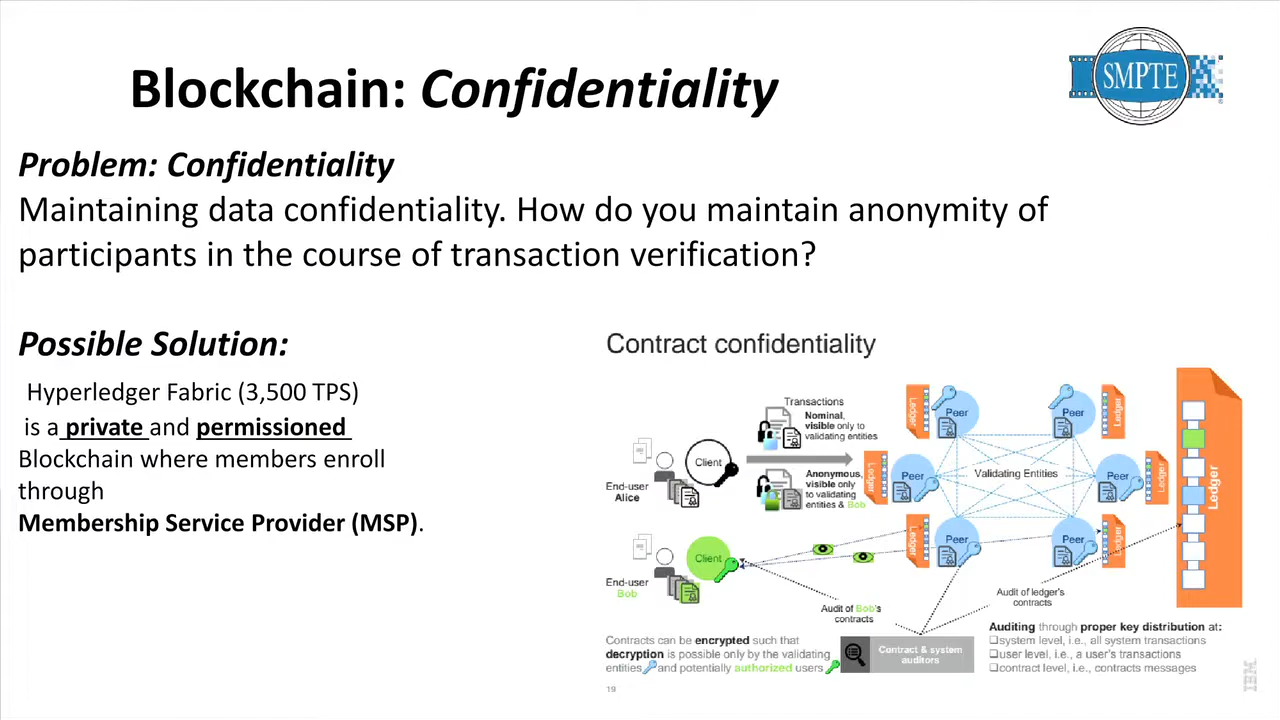 Blockchain: Confidentiality
SMPTE
Problem: Confidentiality
Maintaining data confidentiality. How do you maintain anonymity of
participants in the course of transaction verification?
Possible Solution:
Hyperledger Fabric (3,500 TPS)
is a private and permissioned
Blockchain where members enroll
through
Membership Service Provider (MSP).
Contract confidentiality
Transactions
Nominal,
visible only to
validating entities
Anonymous,
visible only
to validating
entities & Bob
End-user
Alice
Client
End-user
Bob
Client
Peer
Peer
Peer
Peer
Peer
Peer
Validating Entities
Ledger
Ledger
Ledger
Ledger
Ledger
Ledger
Ledger
Audit of Bob's
contracts
Audit of ledger's
contracts
Contract & system
auditors
Contracts can be encrypted such that
decryption is possible only by the validating
entities and potentially authorized users
Auditing through proper key distribution at:
❑system level, i.e., all system transactions
❑user level, i.e., a user's transactions
❑contract level, i.e., contracts messages
19
IBM